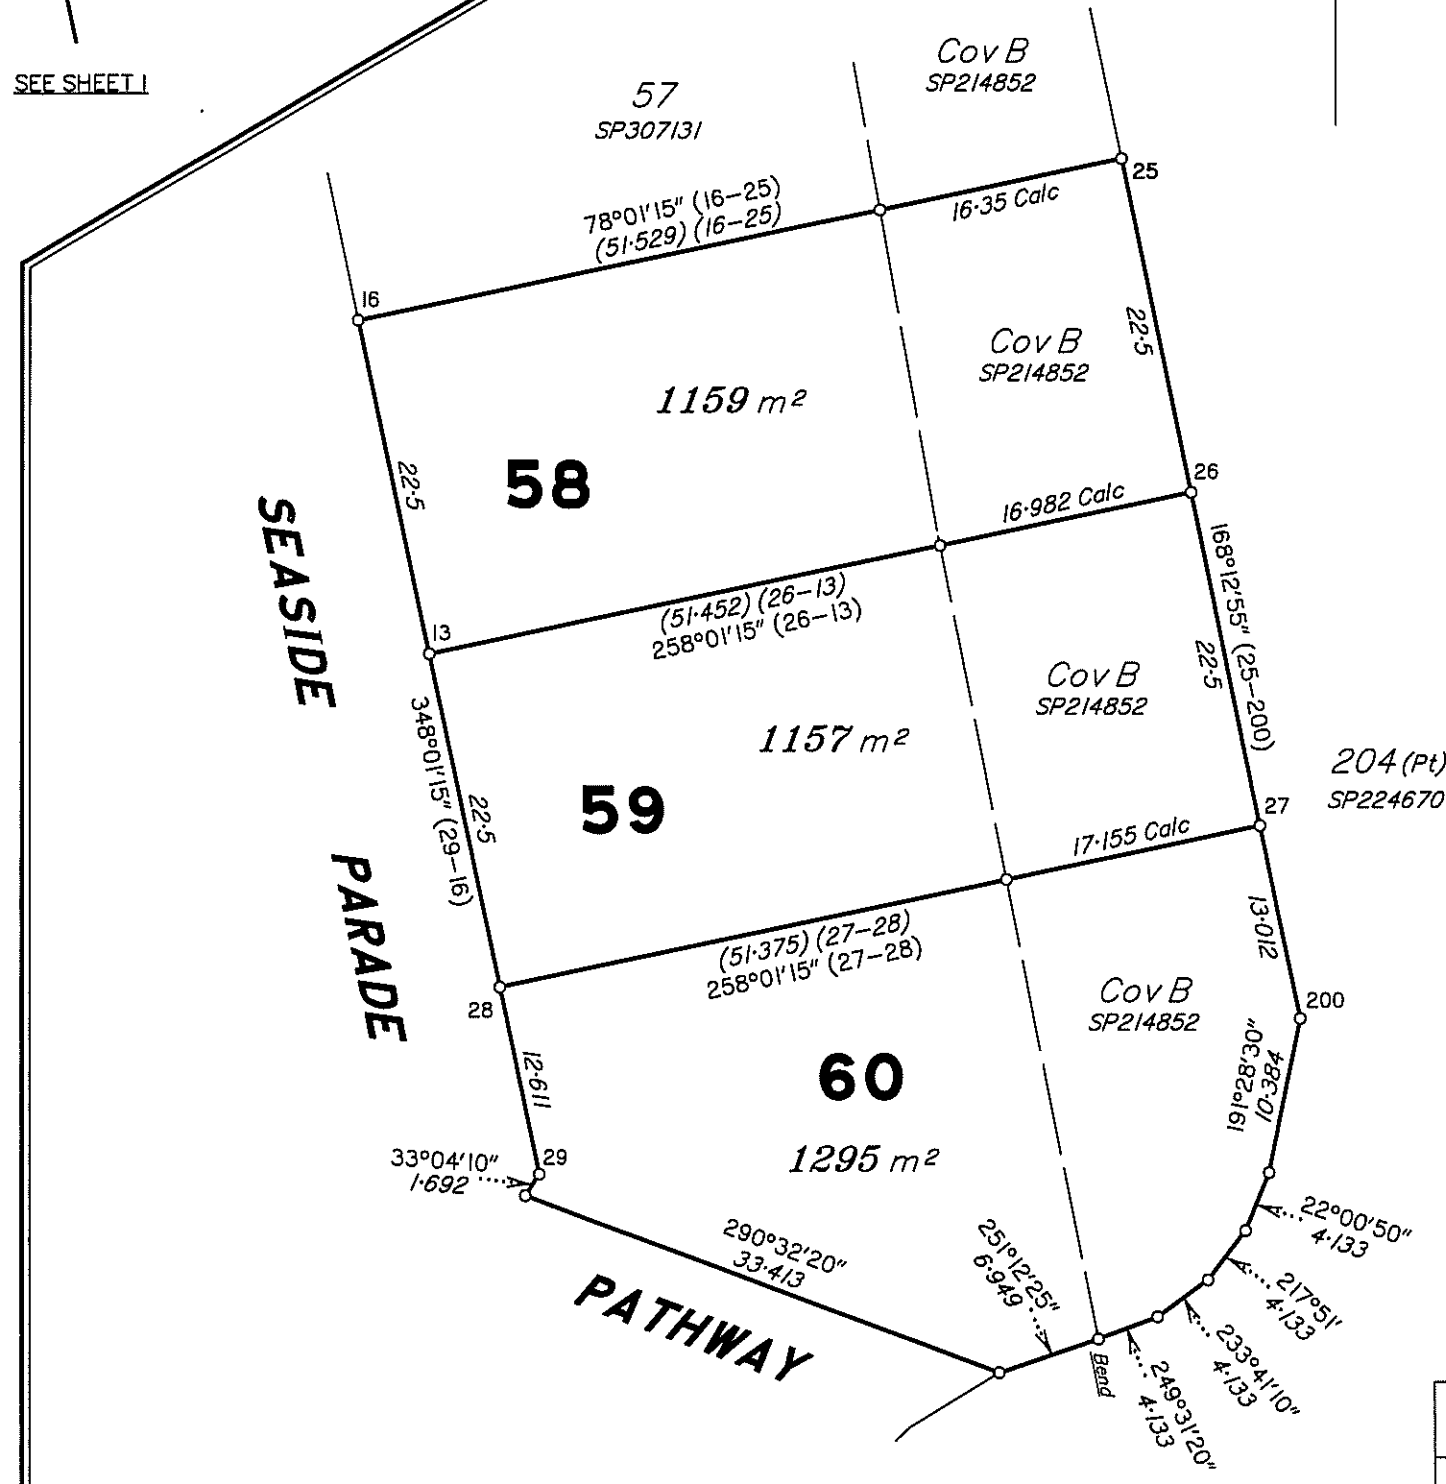 SEE SHEET 1
57
SP307131
Cov B
SP214852
25
78°01'15" (16–25)
(51·529) (16–25)
16·35 Calc
16
22·5
Cov B
SP214852
1159 m²
58
22·5
26
16·982 Calc
SEASIDE
13
(51·452) (26–13)
258°01'15" (26–13)
168°12'55" (25–200)
22·5
Cov B
SP214852
348°01'15" (29–16)
22·5
1157 m²
59
204 (Pt)
SP224670
27
17·155 Calc
PARADE
(51·375) (27–28)
258°01'15" (27–28)
28
13·012
Cov B
SP214852
200
12·611
60
1295 m²
191°28'30"
10·384
29
33°04'10"
1·692
290°32'20"
33·413
PATHWAY
251°12'25"
6·949
22°00'50"
4·133
217°51'
4·133
233°41'10"
4·133
249°31'20"
4·133
Bend